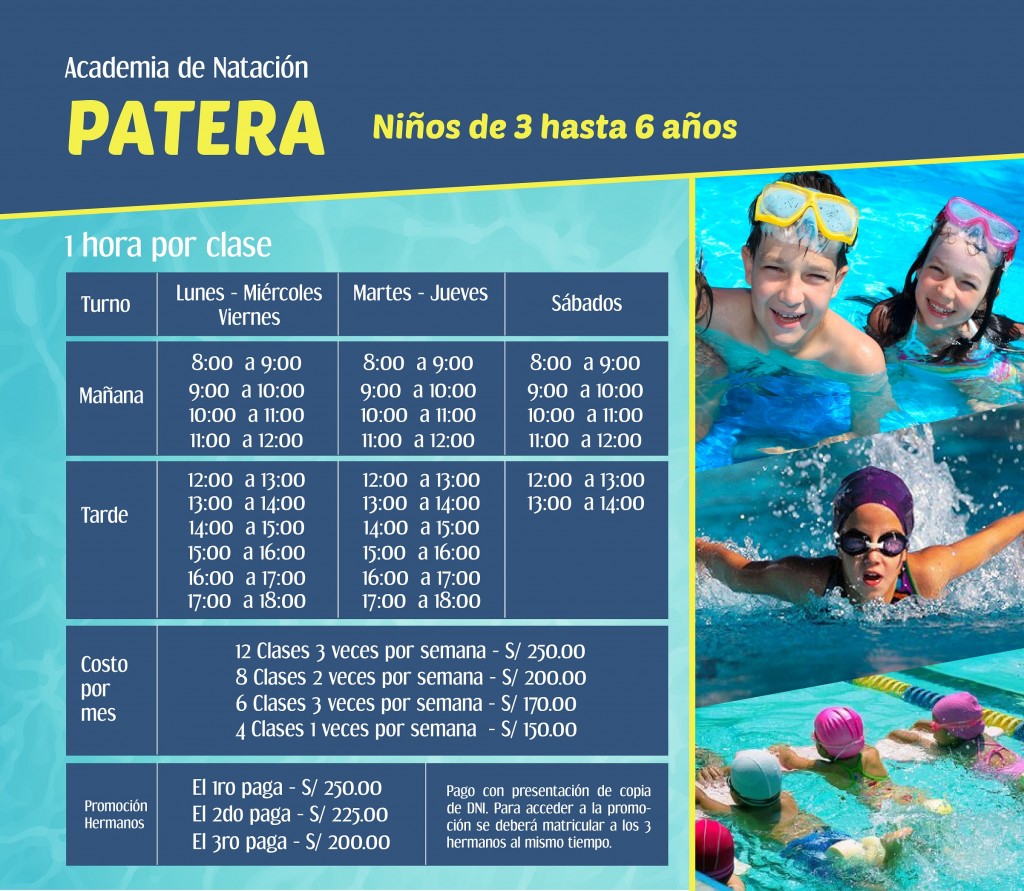 Academia de Natación
PATERA
Niños de 3 hasta 6 años
1 hora por clase
Turno
Lunes - Miércoles
Viernes
Martes - Jueves
Sábados
Mañana
8:00 a 9:00
9:00 a 10:00
10:00 a 11:00
11:00 a 12:00
8:00 a 9:00
9:00 a 10:00
10:00 a 11:00
11:00 a 12:00
8:00 a 9:00
9:00 a 10:00
10:00 a 11:00
11:00 a 12:00
Tarde
12:00 a 13:00
13:00 a 14:00
14:00 a 15:00
15:00 a 16:00
16:00 a 17:00
17:00 a 18:00
12:00 a 13:00
13:00 a 14:00
14:00 a 15:00
15:00 a 16:00
16:00 a 17:00
17:00 a 18:00
12:00 a 13:00
13:00 a 14:00
Costo
por
mes
12 Clases 3 veces por semana - S/ 250.00
8 Clases 2 veces por semana - S/ 200.00
6 Clases 3 veces por semana - S/ 170.00
4 Clases 1 veces por semana - S/ 150.00
Promoción
Hermanos
El 1ro paga - S/ 250.00
El 2do paga - S/ 225.00
El 3ro paga - S/ 200.00
Pago con presentación de copia
de DNI. Para acceder a la promo-
ción se deberá matricular a los 3
hermanos al mismo tiempo.